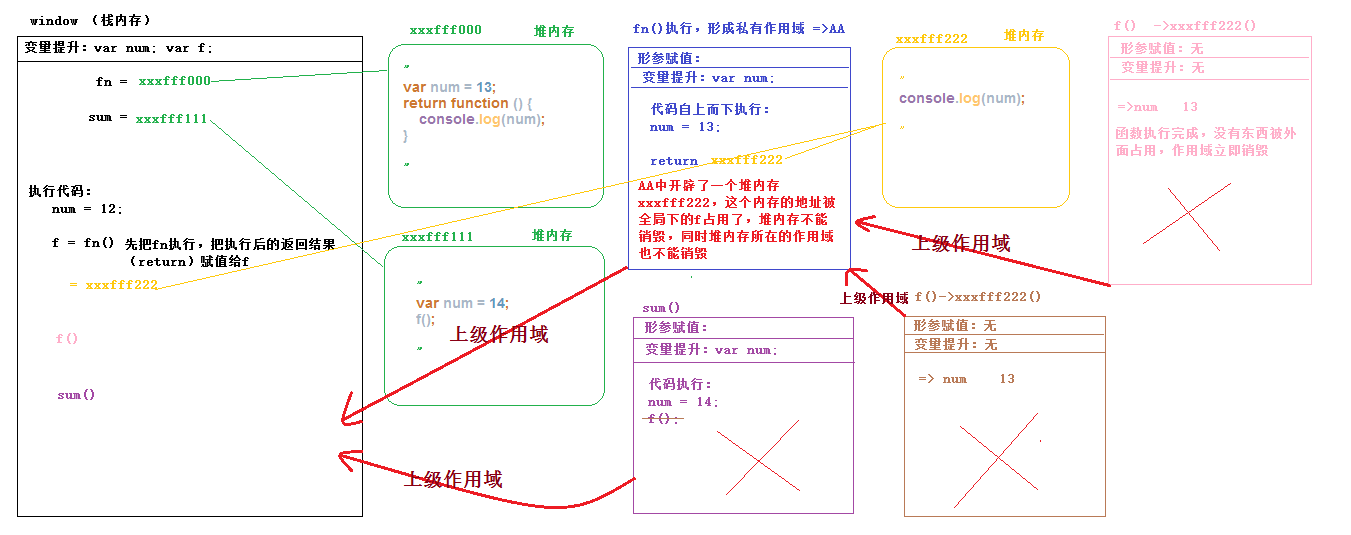 window （栈内存）
变量提升：var num; var f;
fn = xxxfff000
sum = xxxfff111
执行代码：
num = 12;
f = fn() 先把fn执行，把执行后的返回结果
（return）赋值给f
= xxxfff222
f()
sum()
xxxfff000 堆内存
"
var num = 13;
return function () {
console.log(num);
}
"
xxxfff111 堆内存
"
var num = 14;
f();
"
上级作用域
上级作用域
fn()执行，形成私有作用域 =>AA
形参赋值：
变量提升：var num;
代码自上而下执行：
num = 13;
return xxxfff222
AA中开辟了一个堆内存
xxxfff222，这个内存的地址被
全局下的f占用了，堆内存不能
销毁，同时堆内存所在的作用域
也不能销毁
sum()
形参赋值：
变量提升：var num;
代码执行：
num = 14;
f();
xxxfff222 堆内存
"
console.log(num);
"
上级作用域
上级作用域
f()->xxxfff222()
形参赋值：无
变量提升：无
=> num 13
f() ->xxxfff222()
形参赋值：无
变量提升：无
=>num 13
函数执行完成，没有东西被外
面占用，作用域立即销毁